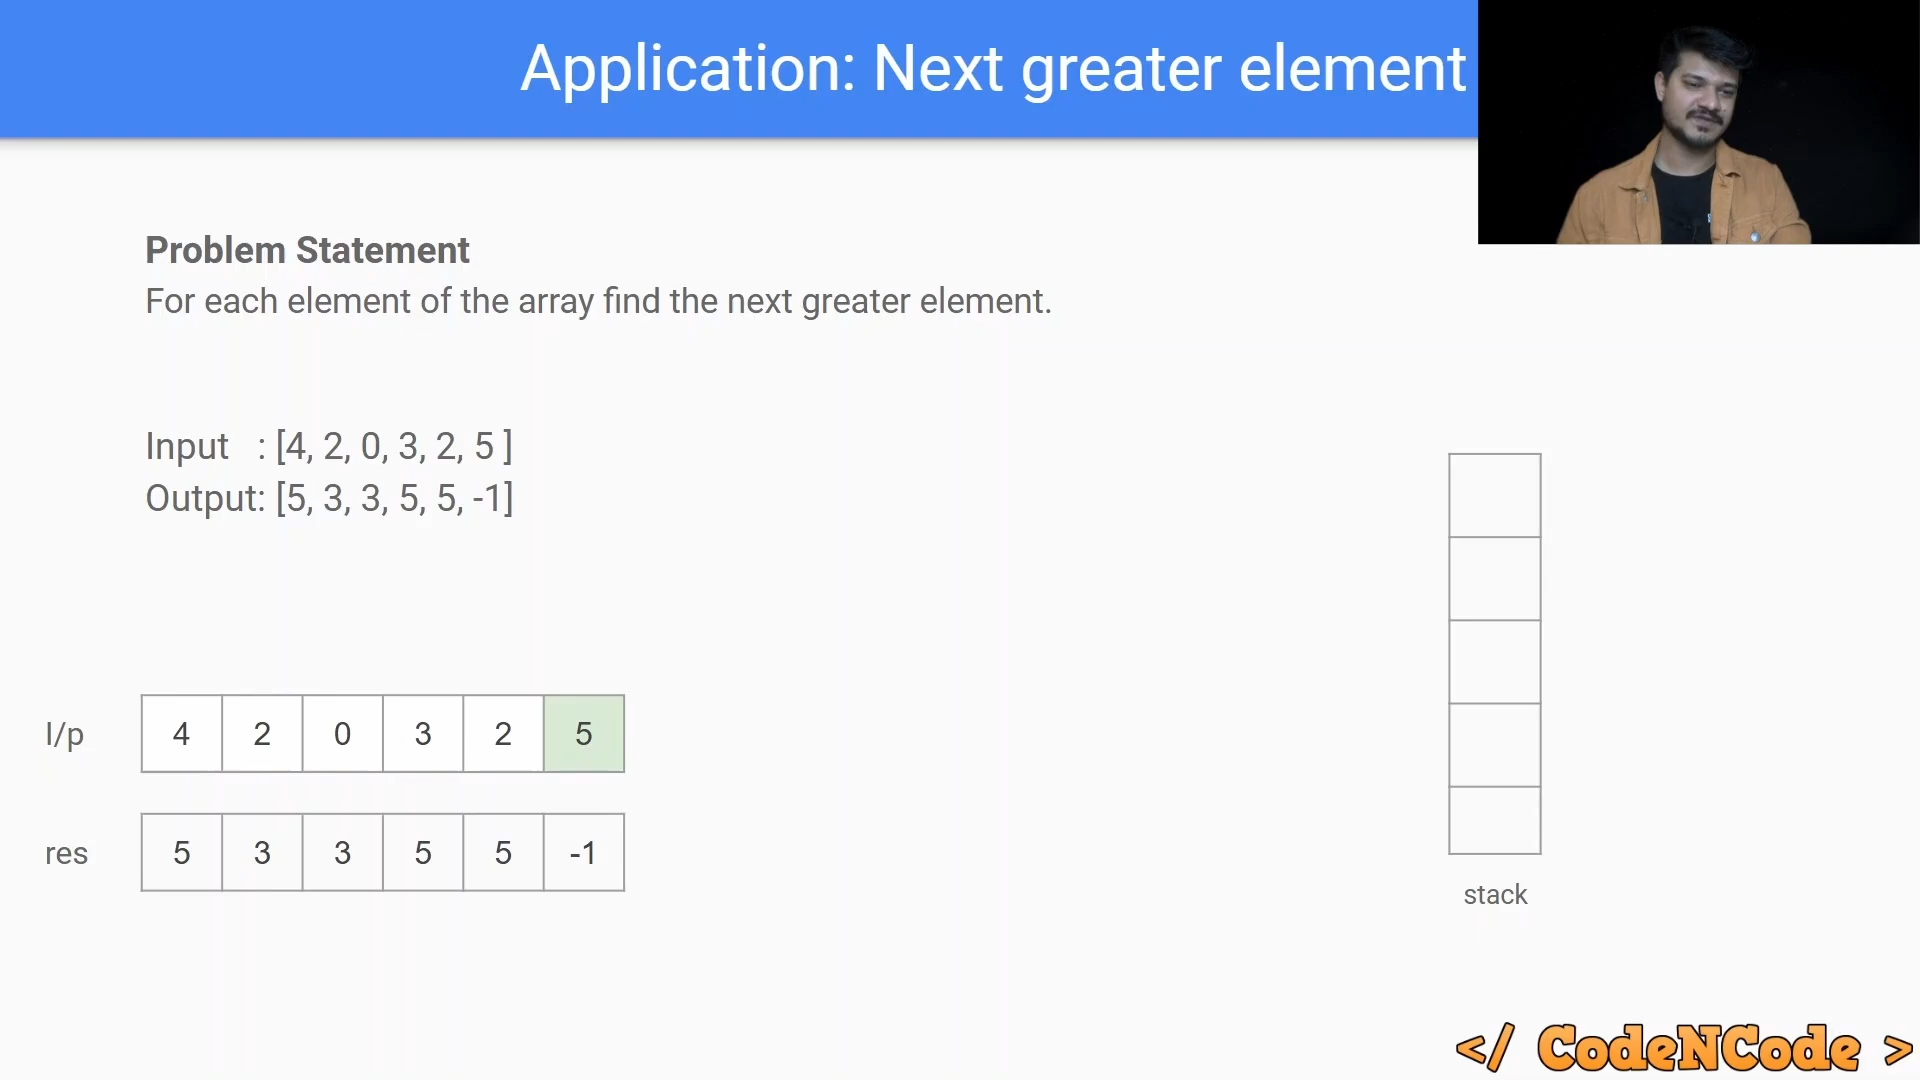 Application: Next greater element
Problem Statement
For each element of the array find the next greater element.
Input : [4, 2, 0, 3, 2, 5 ]
Output: [5, 3, 3, 5, 5, -1]
I/p 4 2 0 3 2 5
res 5 3 3 5 5 -1
stack
</ CodeNCode >